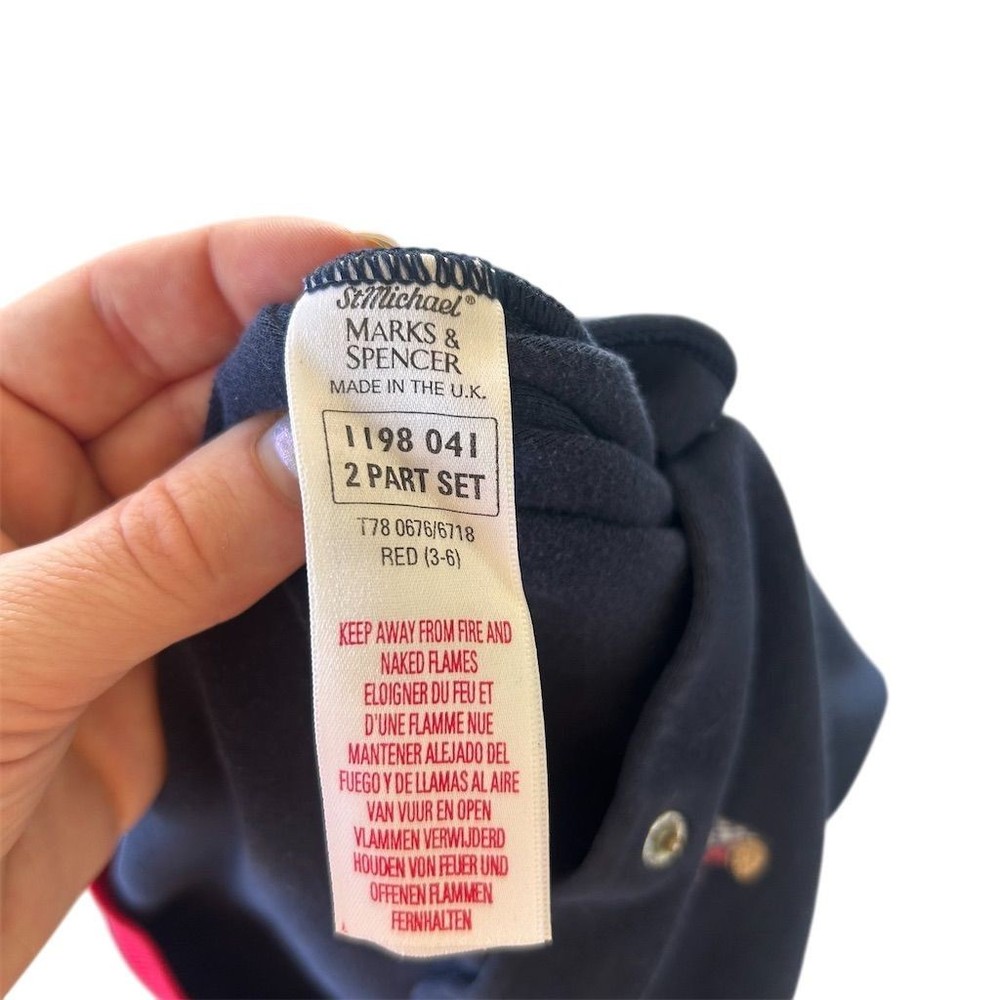 StMichael®
MARKS &
SPENCER
MADE IN THE U.K.
1198 041
2 PART SET
T78 0676/6718
RED (3-6)
KEEP AWAY FROM FIRE AND
NAKED FLAMES
ELOIGNER DU FEU ET
D'UNE FLAMME NUE
MANTENER ALEJADO DEL
FUEGO Y DE LLAMAS AL AIRE
VAN VUUR EN OPEN
VLAMMEN VERWIJDERD
HOUDEN VON FEUER UND
OFFENEN FLAMMEN
FERNHALTEN